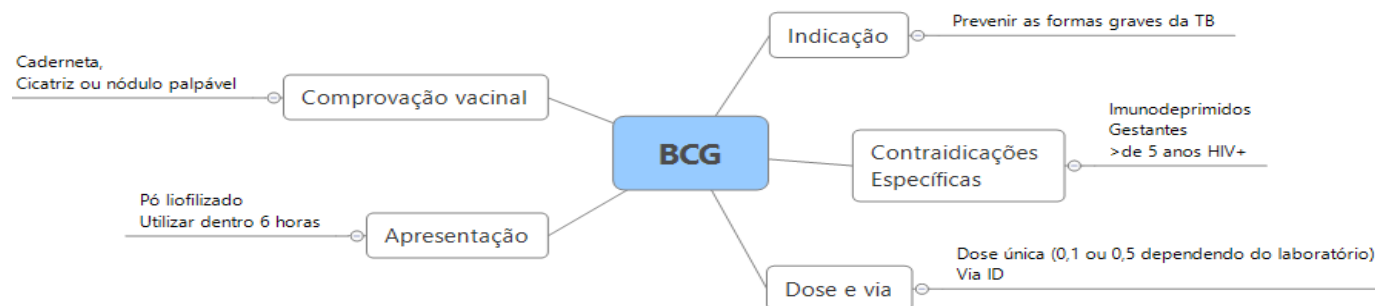 BCG
Indicação
Prevenir as formas graves da TB
Contraidicações
Específicas
Imunodeprimidos
Gestantes
>de 5 anos HIV+
Dose e via
Dose única (0,1 ou 0,5 dependendo do laboratório)
Via ID
Apresentação
Pó liofilizado
Utilizar dentro 6 horas
Comprovação vacinal
Caderneta,
Cicatriz ou nódulo palpável